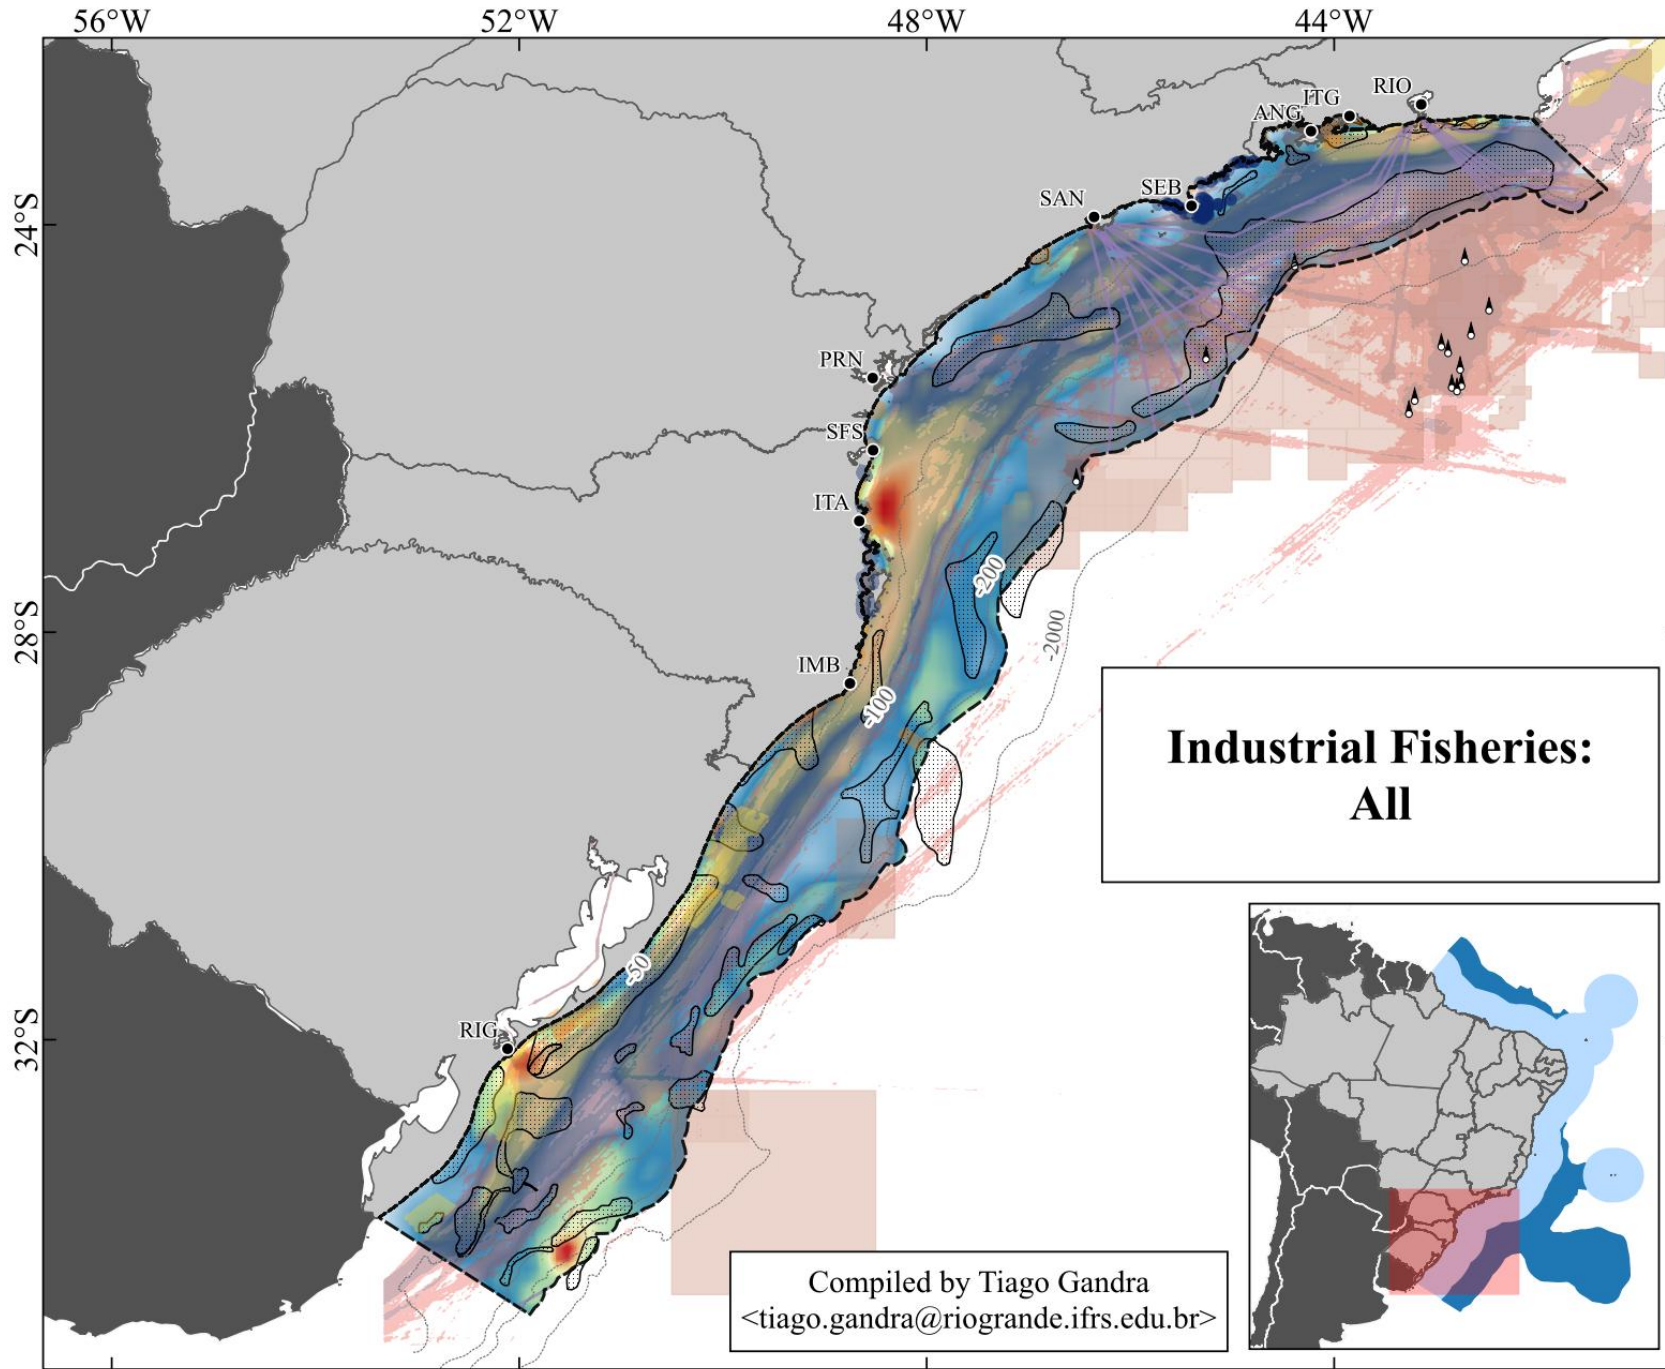 56°W
52°W
48°W
44°W
24°S
28°S
32°S
RIO
ITG
ANG
SEB
SAN
PRN
SFS
ITA
IMB
RIG
-200
-2000
-100
-50
Industrial Fisheries:
All
Compiled by Tiago Gandra
<tiago.gandra@riogrande.ifrs.edu.br>